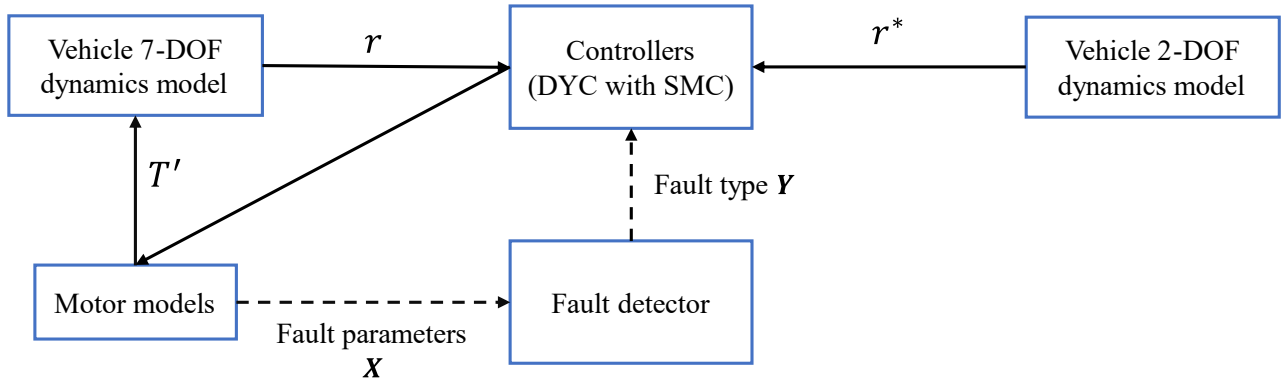 Vehicle 7-DOF
dynamics model
r
Controllers
(DYC with SMC)
r*
Vehicle 2-DOF
dynamics model
T′
Fault type Y
Motor models
Fault parameters
X
Fault detector